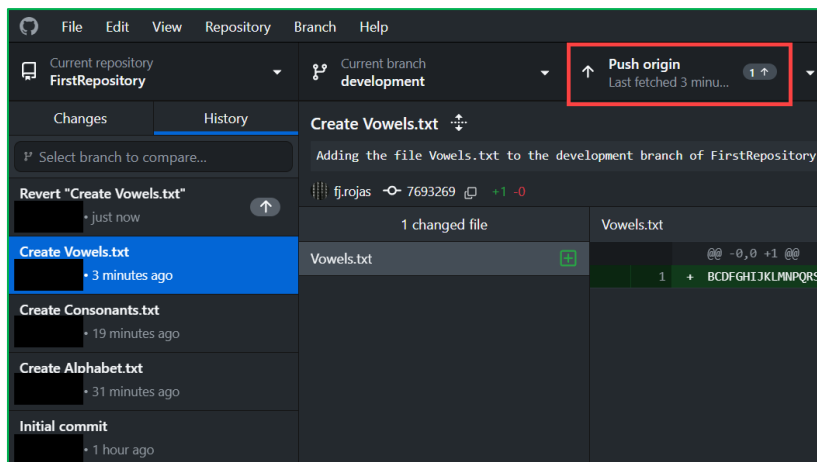 File Edit View Repository Branch Help
Current repository
FirstRepository
Current branch
development
Push origin
Last fetched 3 minu...
1
Changes History
Select branch to compare...
Revert "Create Vowels.txt"
• just now
Create Vowels.txt
• 3 minutes ago
Create Consonants.txt
• 19 minutes ago
Create Alphabet.txt
• 31 minutes ago
Initial commit
• 1 hour ago
Create Vowels.txt
Adding the file Vowels.txt to the development branch of FirstRepository
fj.rojas 7693269 +1 -0
1 changed file
Vowels.txt
Vowels.txt
@@ -0,0 +1 @@
1 + BCDFGHIJKLMNPQRS